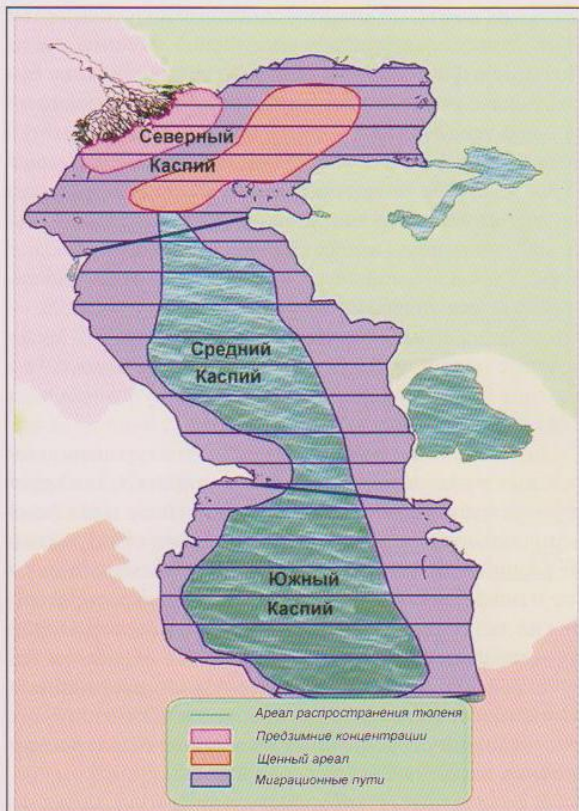 Северный
Каспий
Средний
Каспий
Южный
Каспий
Ареал распространения тюленя
Предзимние концентрации
Щенный ареал
Миграционные пути